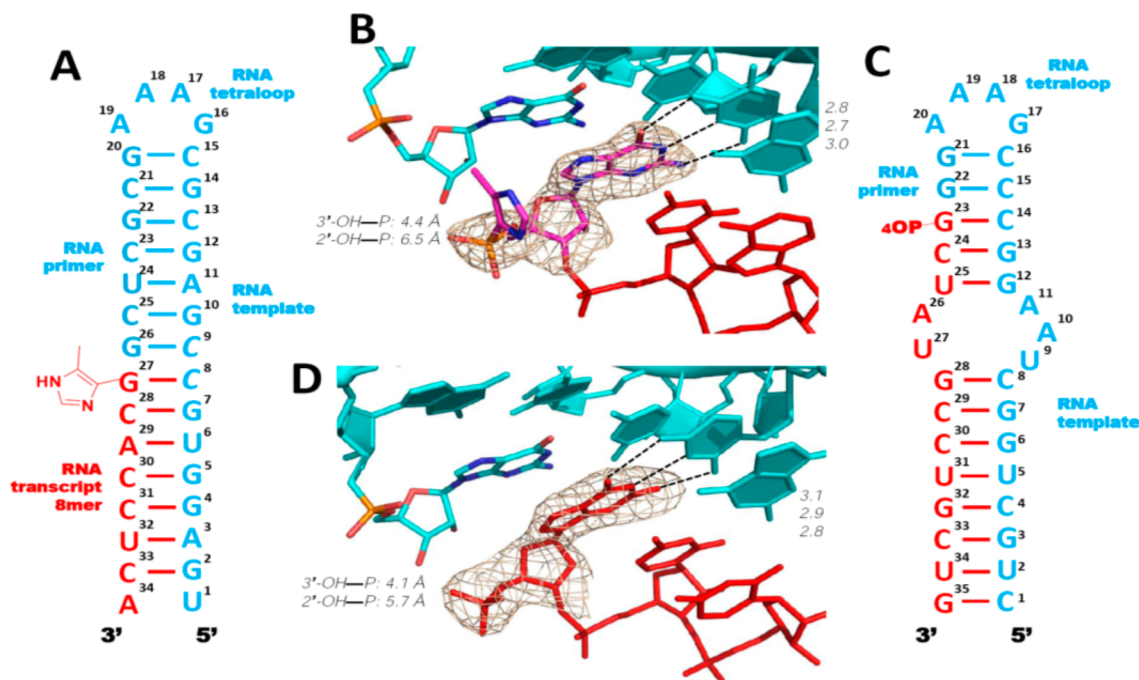 A
18 17
A A
RNA
tetraloop
19 A G 16
20 G C 15
21 C G 14
22 G C 13
23 C G 12
RNA
primer
24 U A 11
25 C G 10
RNA
template
26 G C 9
HN
N
27 G C 8
28 C G 7
29 A U 6
30 C G 5
RNA
transcript
8mer
31 C G 4
32 U A 3
33 C G 2
34 A U 1
3’ 5’
B
2.8
2.7
3.0
3'-OH—P: 4.4 Å
2'-OH—P: 6.5 Å
D
3.1
2.9
2.8
3'-OH—P: 4.1 Å
2'-OH—P: 5.7 Å
C
19 18
A A
RNA
tetraloop
20 A G 17
21 G C 16
RNA
primer
22 G C 15
4OP
23 G C 14
24 C G 13
25 U G 12
26 A A 11
A 10
27 U U 9
28 G C 8
29 C G 7
RNA
template
30 C G 6
31 U U 5
32 G C 4
33 C G 3
34 U U 2
35 G C 1
3’ 5’